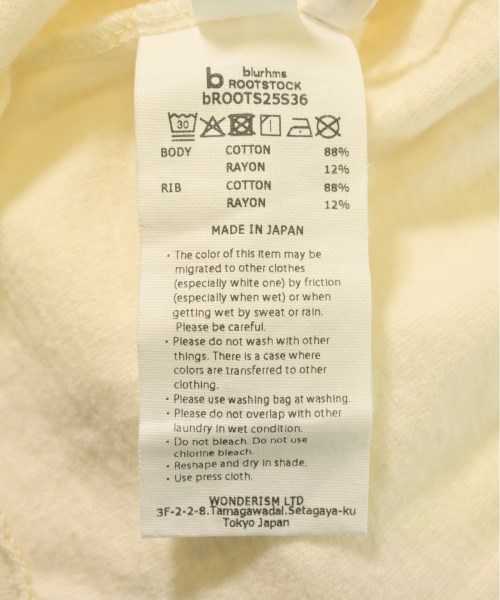 b blurhms
ROOTSTOCK
bROOTS25S36
30
BODY COTTON 88%
RAYON 12%
RIB COTTON 88%
RAYON 12%
MADE IN JAPAN
・The color of this item may be
migrated to other clothes
(especially white one) by friction
(especially when wet) or when
getting wet by sweat or rain.
Please be careful.
・Please do not wash with other
things. There is a case where
colors are transferred to other
clothing.
・Please use washing bag at washing.
・Please do not overlap with other
laundry in wet condition.
・Do not bleach. Do not use
chlorine bleach.
・Reshape and dry in shade.
・Use press cloth.
WONDERISM LTD
3F-2-2-8.Tamagawadai.Setagaya-ku
Tokyo Japan